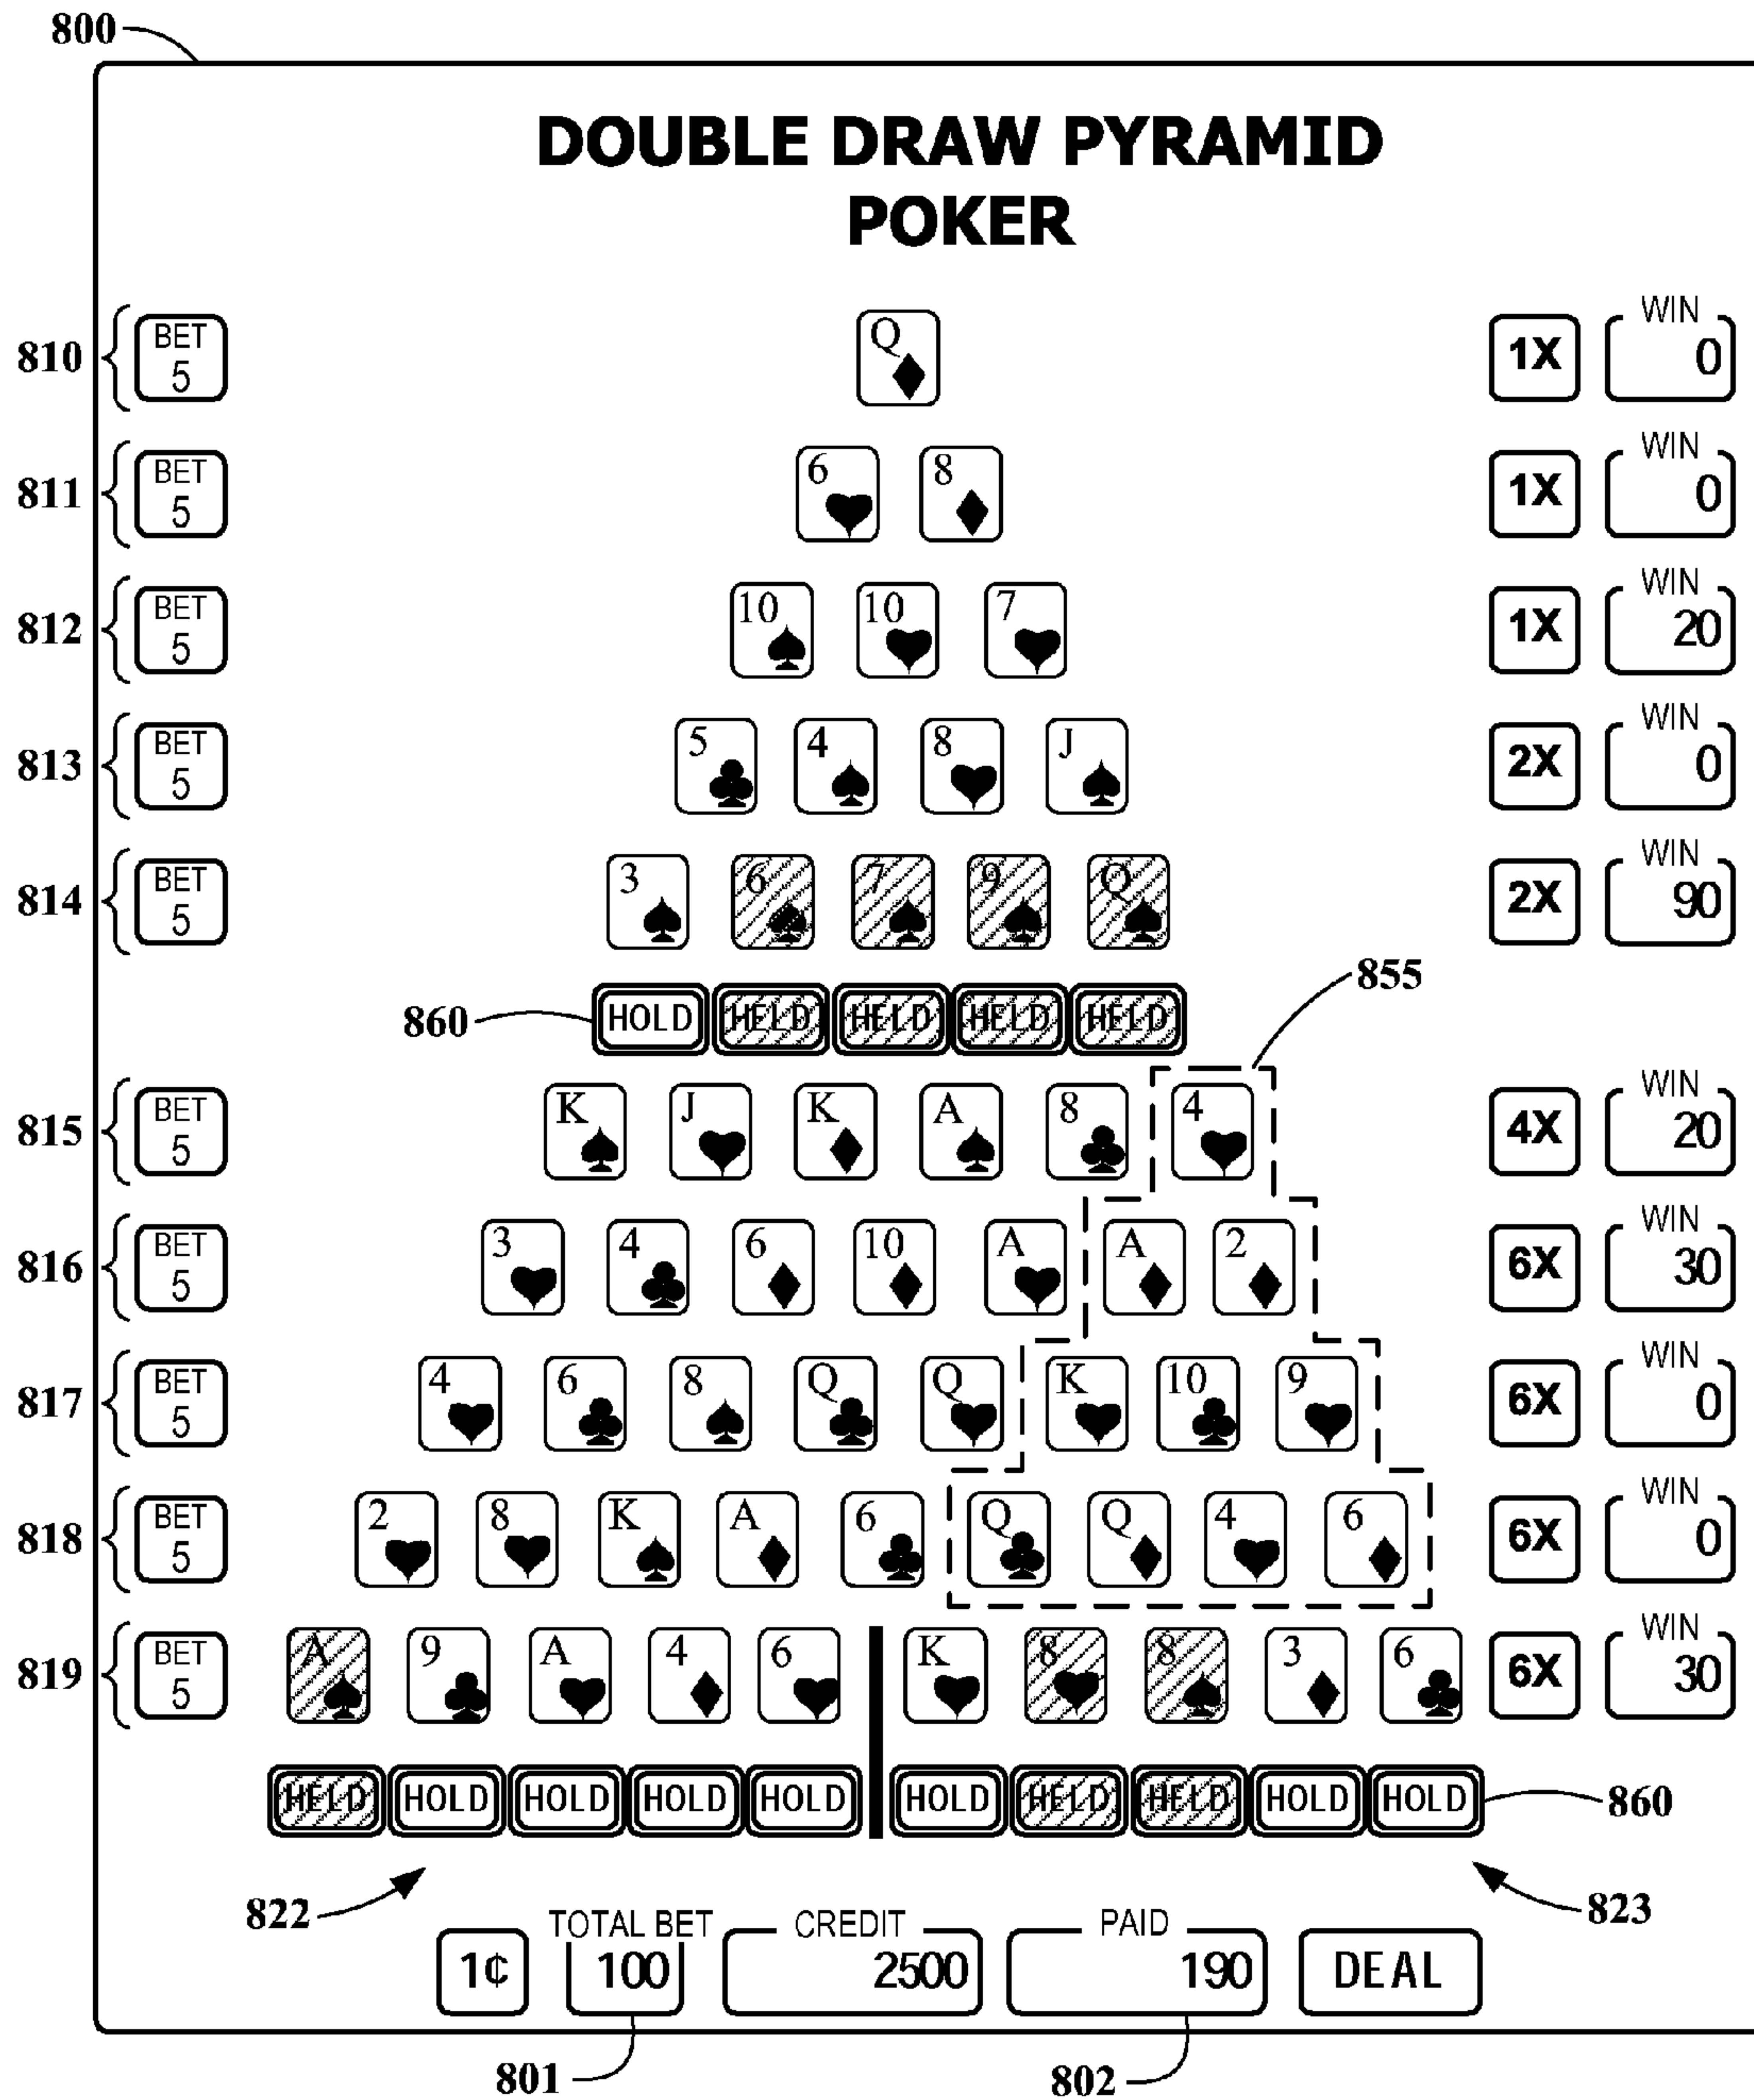 800
DOUBLE DRAW PYRAMID
POKER
810 BET 5 Q 1X WIN 0
811 BET 5 6 8 1X WIN 0
812 BET 5 10 10 7 1X WIN 20
813 BET 5 5 4 8 J 2X WIN 0
814 BET 5 3 6 7 9 Q 2X WIN 90
855
860 HOLD HELD HELD HELD HELD
815 BET 5 K J K A 8 4 4X WIN 20
816 BET 5 3 4 6 10 A A 2 6X WIN 30
817 BET 5 4 6 8 Q Q K 10 9 6X WIN 0
818 BET 5 2 8 K A 6 Q Q 4 6 6X WIN 0
819 BET 5 A 9 A 4 6 K 8 8 3 6 6X WIN 30
HELD HOLD HOLD HOLD HOLD HOLD HELD HELD HOLD HOLD 860
822 823
TOTAL BET CREDIT PAID
1¢ 100 2500 190 DEAL
801 802